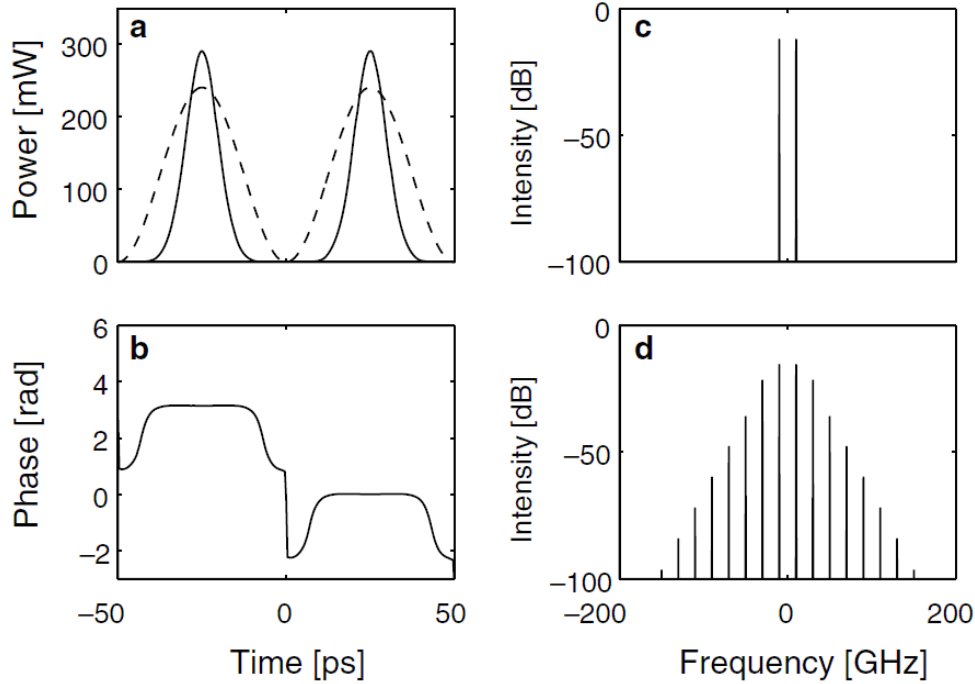 a
Power [mW]
300
200
100
0
b
Phase [rad]
6
4
2
0
−2
−50
0
50
Time [ps]
c
Intensity [dB]
0
−50
−100
d
Intensity [dB]
0
−50
−100
−200
0
200
Frequency [GHz]